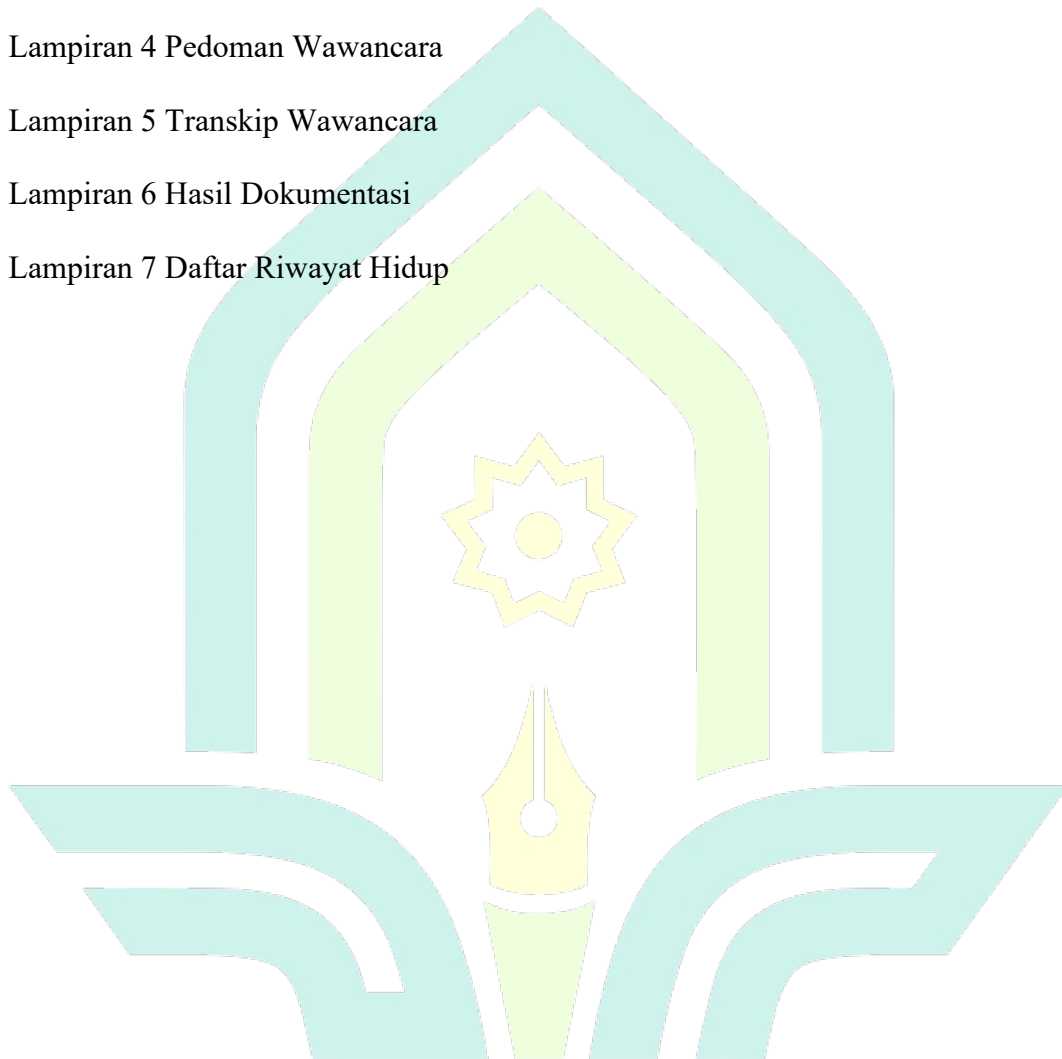 Lampiran 4 Pedoman Wawancara
Lampiran 5 Transkip Wawancara
Lampiran 6 Hasil Dokumentasi
Lampiran 7 Daftar Riwayat Hidup